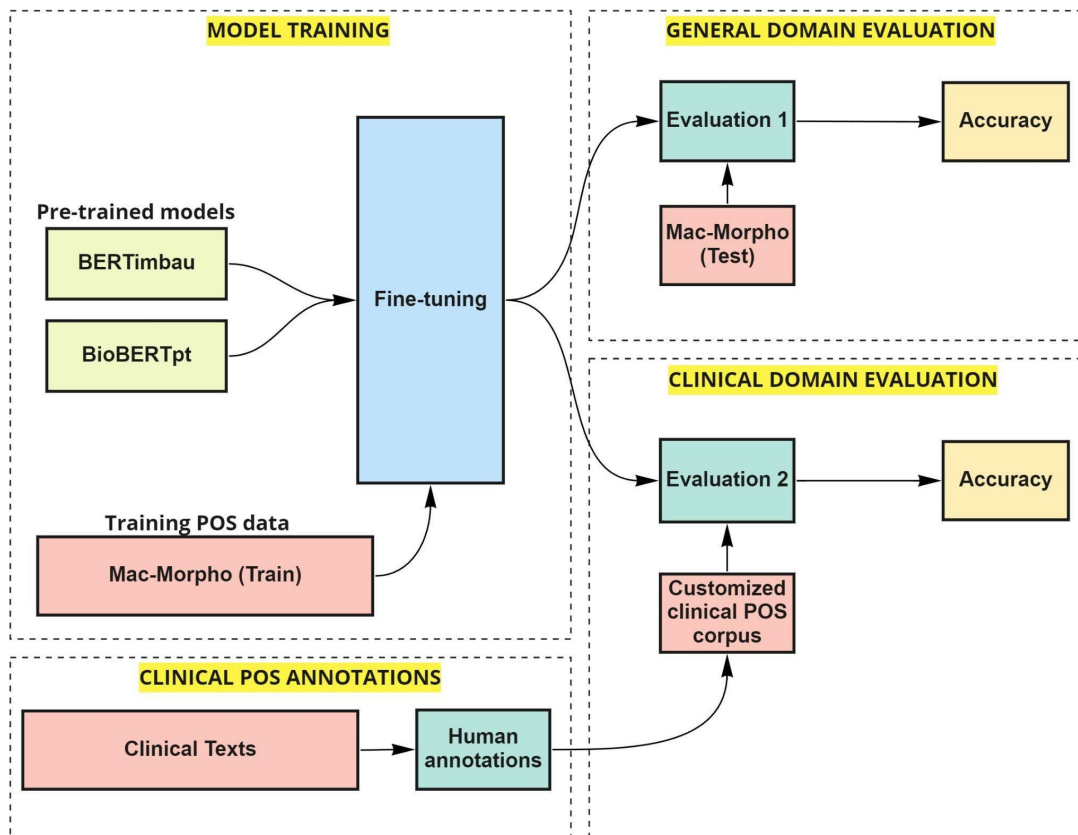 MODEL TRAINING
Pre-trained models
BERTimbau
BioBERTpt
Fine-tuning
Training POS data
Mac-Morpho (Train)
CLINICAL POS ANNOTATIONS
Clinical Texts
Human
annotations
GENERAL DOMAIN EVALUATION
Evaluation 1
Accuracy
Mac-Morpho
(Test)
CLINICAL DOMAIN EVALUATION
Evaluation 2
Accuracy
Customized
clinical POS
corpus